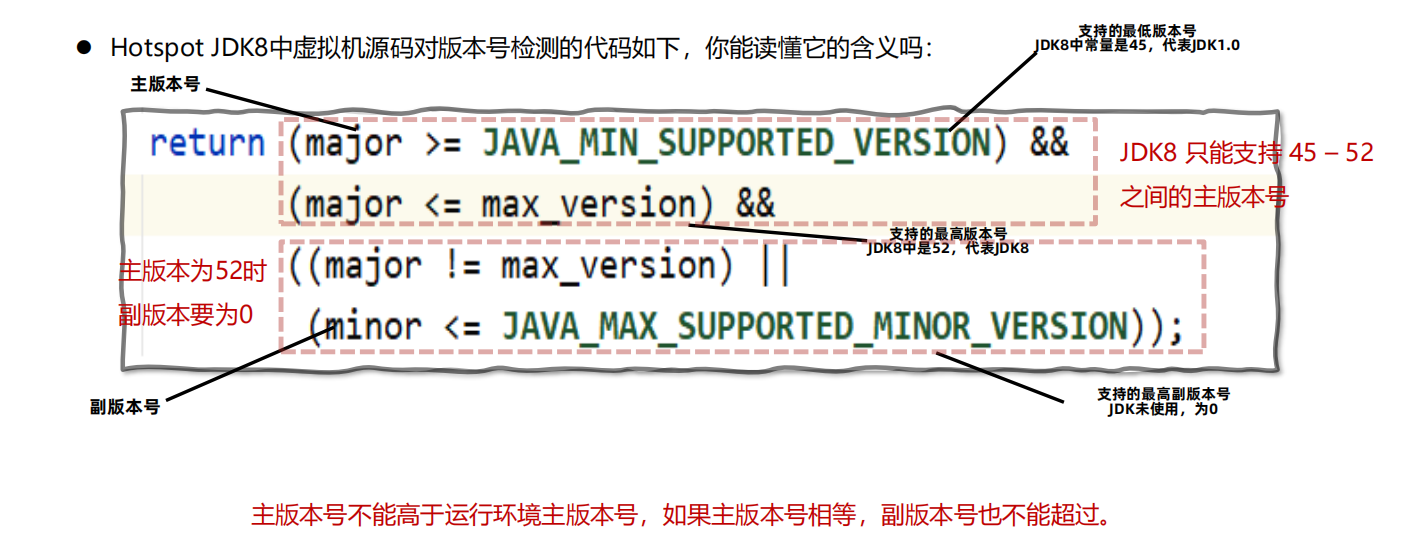 ● Hotspot JDK8中虚拟机源码对版本号检测的代码如下，你能读懂它的含义吗：
支持的最低版本号
JDK8中常量是45，代表JDK1.0
主版本号
return (major >= JAVA_MIN_SUPPORTED_VERSION) &&
(major <= max_version) &&
JDK8 只能支持 45 – 52
之间的主版本号
支持的最高版本号
JDK8中是52，代表JDK8
主版本为52时
副版本要为0
((major != max_version) ||
(minor <= JAVA_MAX_SUPPORTED_MINOR_VERSION));
副版本号
支持的最高副版本号
JDK未使用，为0
主版本号不能高于运行环境主版本号，如果主版本号相等，副版本号也不能超过。